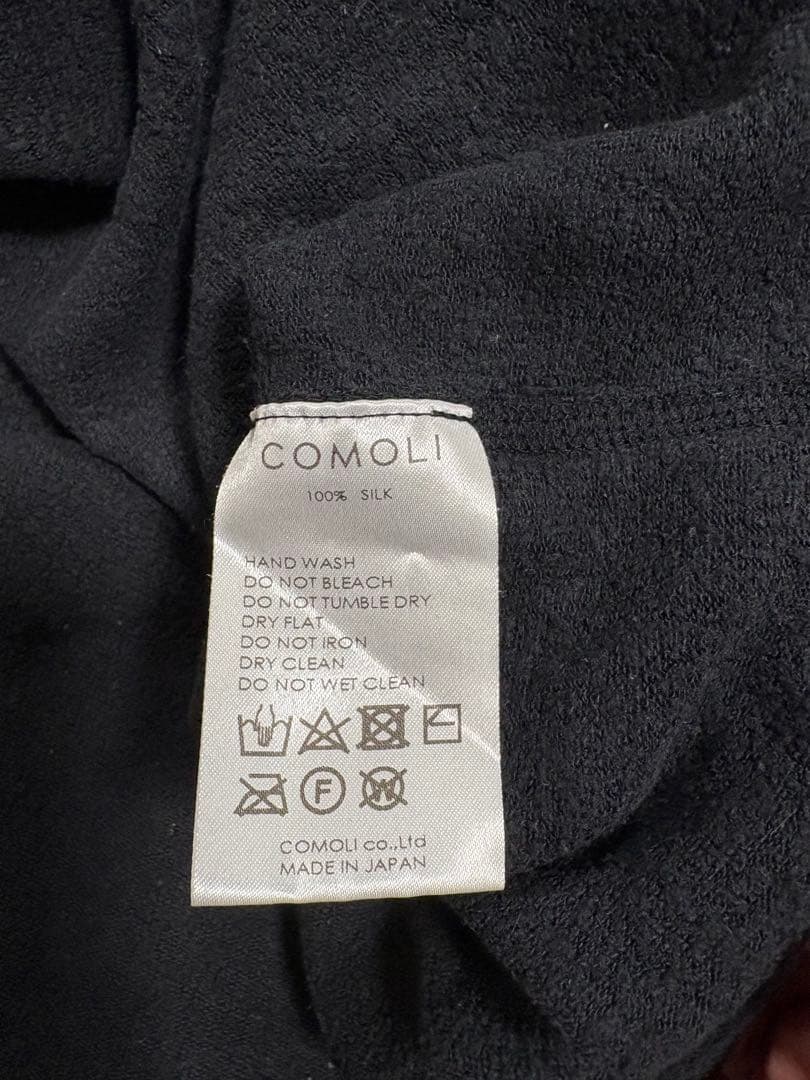 COMOLI
100% SILK
HAND WASH
DO NOT BLEACH
DO NOT TUMBLE DRY
DRY FLAT
DO NOT IRON
DRY CLEAN
DO NOT WET CLEAN
F W
COMOLI co.,Ltd
MADE IN JAPAN